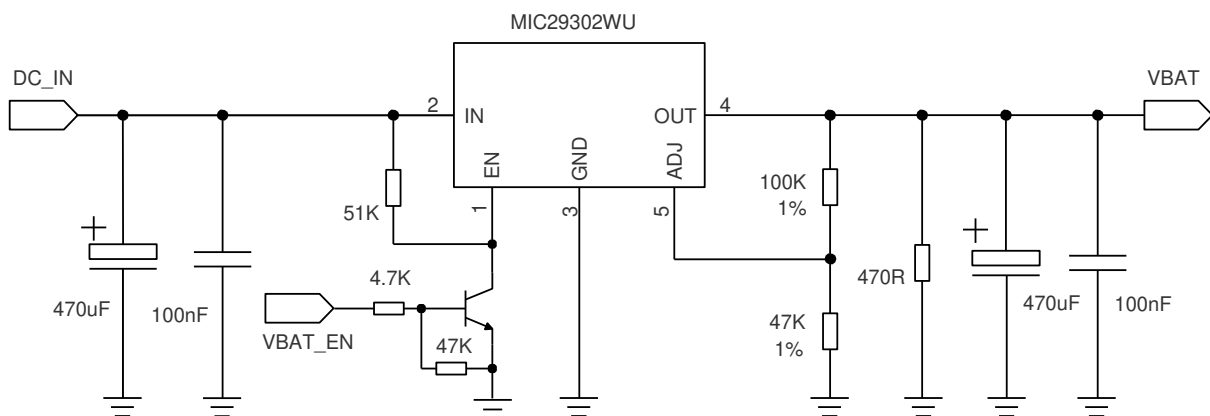 MIC29302WU
DC_IN
VBAT
2
IN
OUT
4
EN
GND
ADJ
1
3
5
51K
100K
1%
470uF
100nF
4.7K
VBAT_EN
47K
470R
47K
1%
470uF
100nF